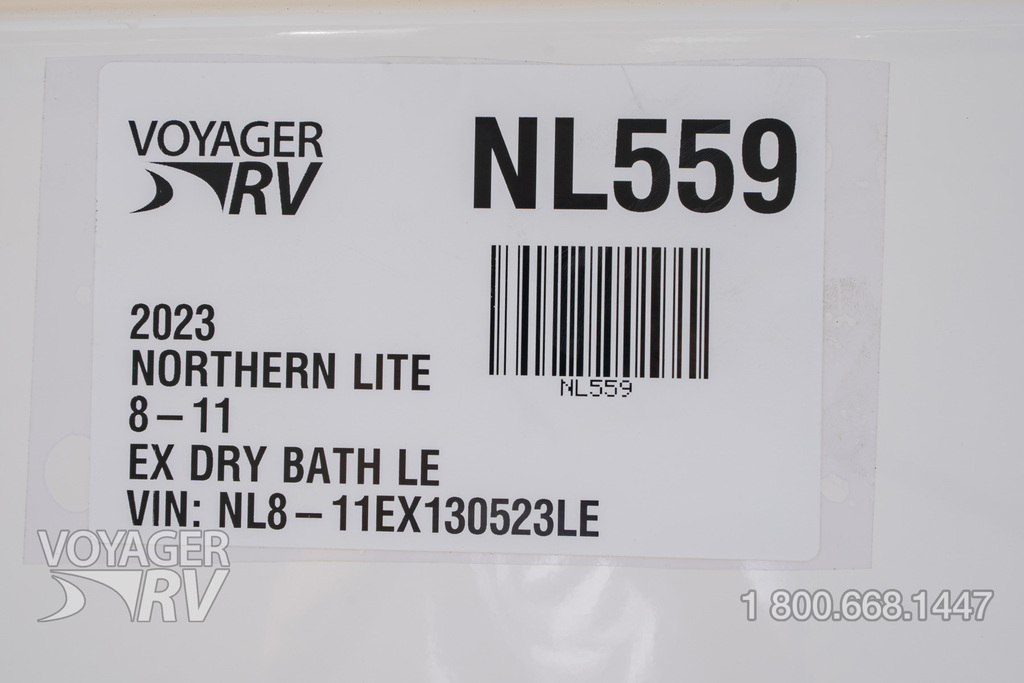 VOYAGER
RV
NL559
NL559
2023
NORTHERN LITE
8-11
EX DRY BATH LE
VIN: NL8-11EX130523LE
VOYAGER
RV
1 800.668.1447